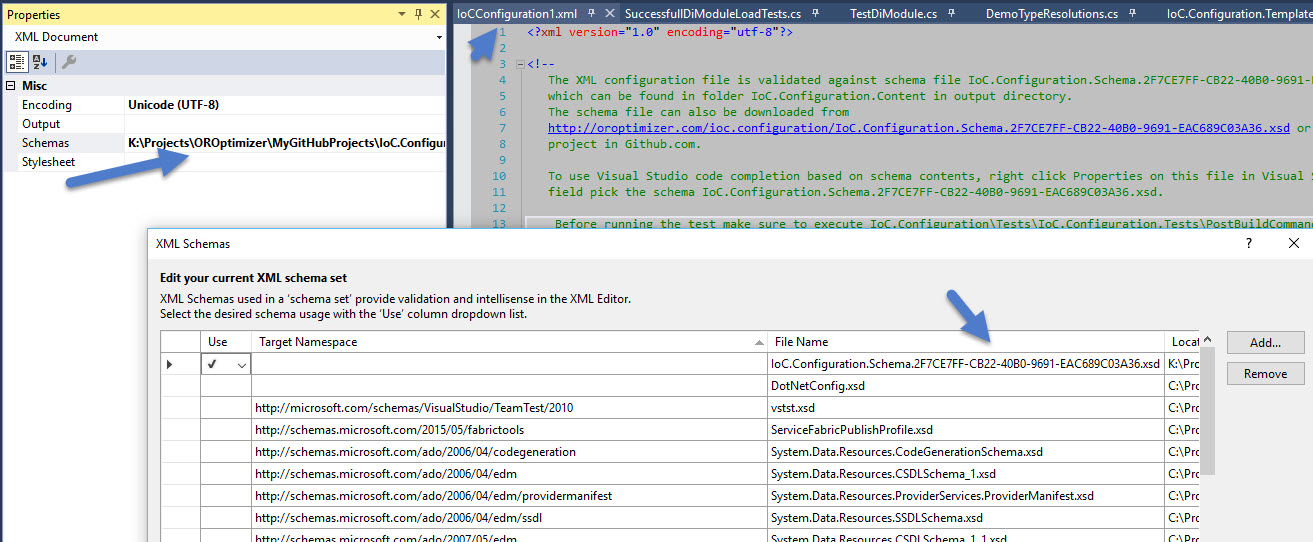 Properties
XML Document
Misc
Encoding Unicode (UTF-8)
Output
Schemas K:\Projects\OROptimizer\MyGitHubProjects\IoC.Configu
Stylesheet
IoCConfiguration1.xml SuccessfullDiModuleLoadTests.cs TestDiModule.cs DemoTypeResolutions.cs IoC.Configuration.Template
1 <?xml version="1.0" encoding="utf-8"?>
2
3 <!--
4 The XML configuration file is validated against schema file IoC.Configuration.Schema.2F7CE7FF-CB22-40B0-9691-E
5 which can be found in folder IoC.Configuration.Content in output directory.
6 The schema file can also be downloaded from
7 http://oroptimizer.com/ioc.configuration/IoC.Configuration.Schema.2F7CE7FF-CB22-40B0-9691-EAC689C03A36.xsd or
8 project in Github.com.
9
10 To use Visual Studio code completion based on schema contents, right click Properties on this file in Visual S
11 field pick the schema IoC.Configuration.Schema.2F7CE7FF-CB22-40B0-9691-EAC689C03A36.xsd.
12
13 Before running the test make sure to execute IoC.Configuration\Tests\IoC.Configuration.Tests\PostBuildComman
XML Schemas
Edit your current XML schema set
XML Schemas used in a 'schema set' provide validation and intellisense in the XML Editor.
Select the desired schema usage with the 'Use' column dropdown list.
Use Target Namespace File Name Locat
IoC.Configuration.Schema.2F7CE7FF-CB22-40B0-9691-EAC689C03A36.xsd K:\Pro
DotNetConfig.xsd C:\Pro
http://microsoft.com/schemas/VisualStudio/TeamTest/2010 vstst.xsd C:\Pro
http://schemas.microsoft.com/2015/05/fabrictools ServiceFabricPublishProfile.xsd C:\Pro
http://schemas.microsoft.com/ado/2006/04/codegeneration System.Data.Resources.CodeGenerationSchema.xsd C:\Pro
http://schemas.microsoft.com/ado/2006/04/edm System.Data.Resources.CSDLSchema_1.xsd C:\Pro
http://schemas.microsoft.com/ado/2006/04/edm/providermanifest System.Data.Resources.ProviderServices.ProviderManifest.xsd C:\Pro
http://schemas.microsoft.com/ado/2006/04/edm/ssdl System.Data.Resources.SSDLSchema.xsd C:\Pro
http://schemas.microsoft.com/ado/2007/05/edm System.Data.Resources.CSDLSchema_1_1.xsd C:\Pro
Add...
Remove